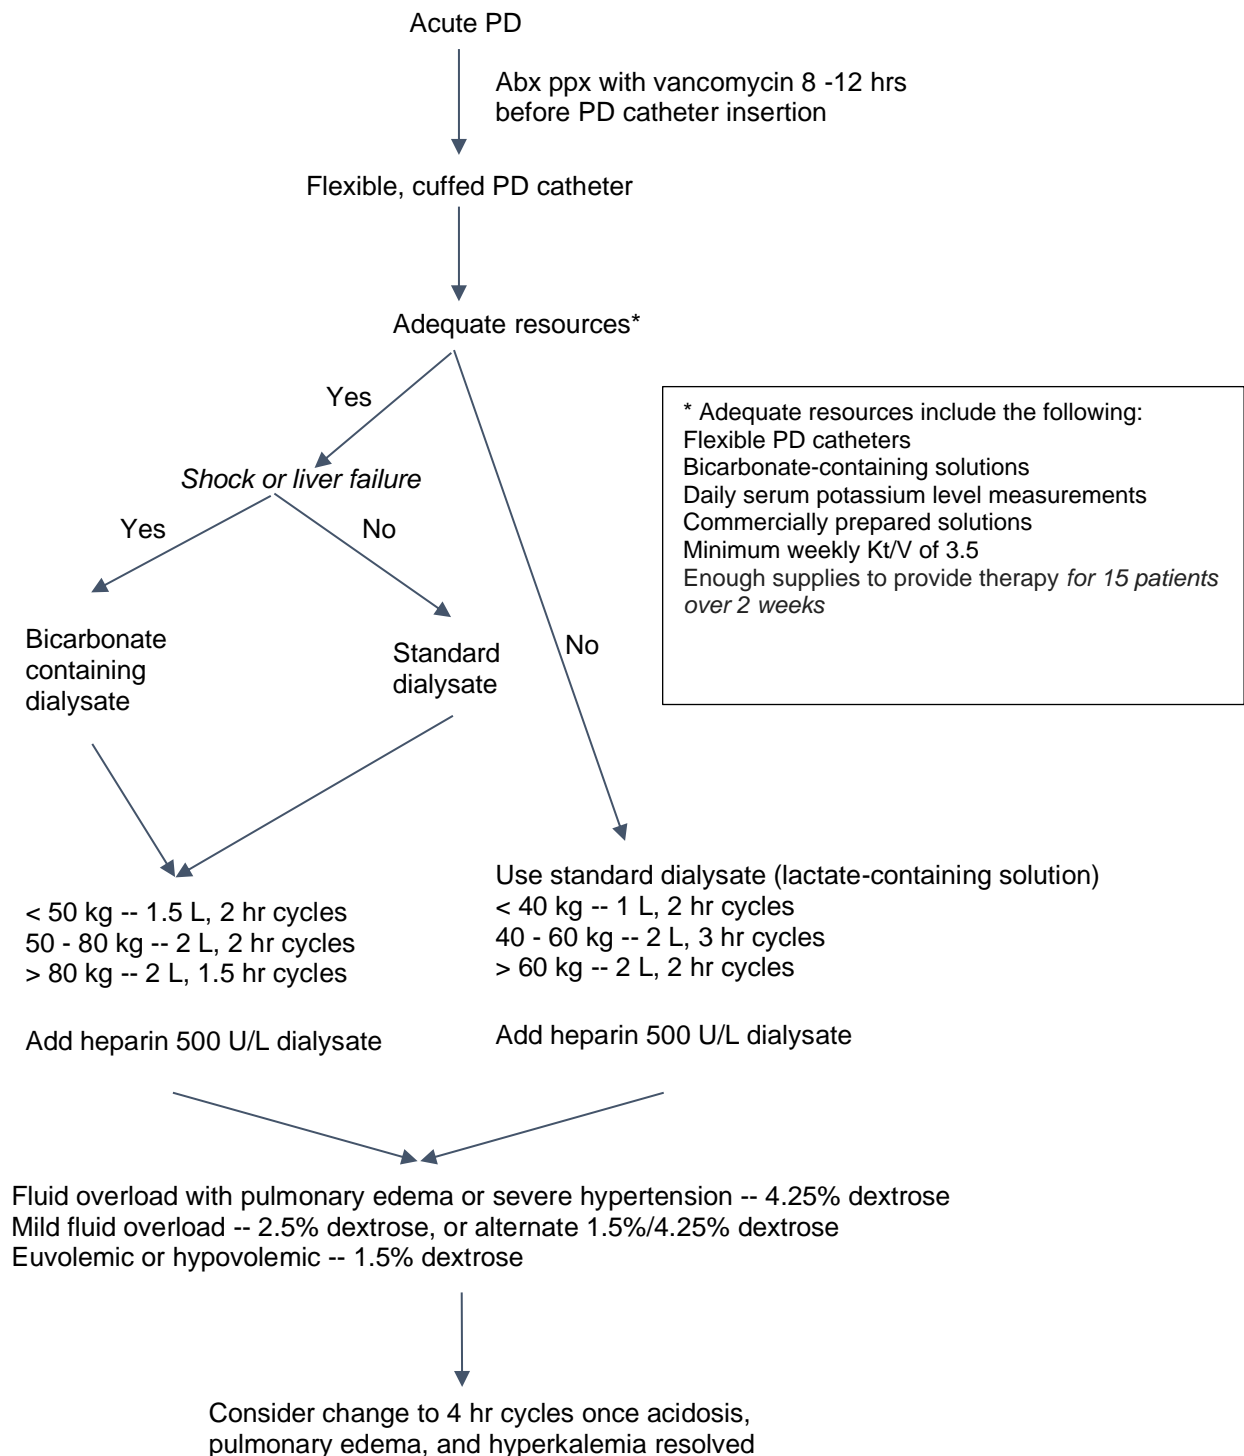 Acute PD
Abx ppx with vancomycin 8 -12 hrs
before PD catheter insertion
Flexible, cuffed PD catheter
Adequate resources*
Yes
Shock or liver failure
Yes
No
Bicarbonate
containing
dialysate
Standard
dialysate
No
* Adequate resources include the following:
Flexible PD catheters
Bicarbonate-containing solutions
Daily serum potassium level measurements
Commercially prepared solutions
Minimum weekly Kt/V of 3.5
Enough supplies to provide therapy for 15 patients
over 2 weeks
< 50 kg -- 1.5 L, 2 hr cycles
50 - 80 kg -- 2 L, 2 hr cycles
> 80 kg -- 2 L, 1.5 hr cycles
Add heparin 500 U/L dialysate
Use standard dialysate (lactate-containing solution)
< 40 kg -- 1 L, 2 hr cycles
40 - 60 kg -- 2 L, 3 hr cycles
> 60 kg -- 2 L, 2 hr cycles
Add heparin 500 U/L dialysate
Fluid overload with pulmonary edema or severe hypertension -- 4.25% dextrose
Mild fluid overload -- 2.5% dextrose, or alternate 1.5%/4.25% dextrose
Euvolemic or hypovolemic -- 1.5% dextrose
Consider change to 4 hr cycles once acidosis,
pulmonary edema, and hyperkalemia resolved